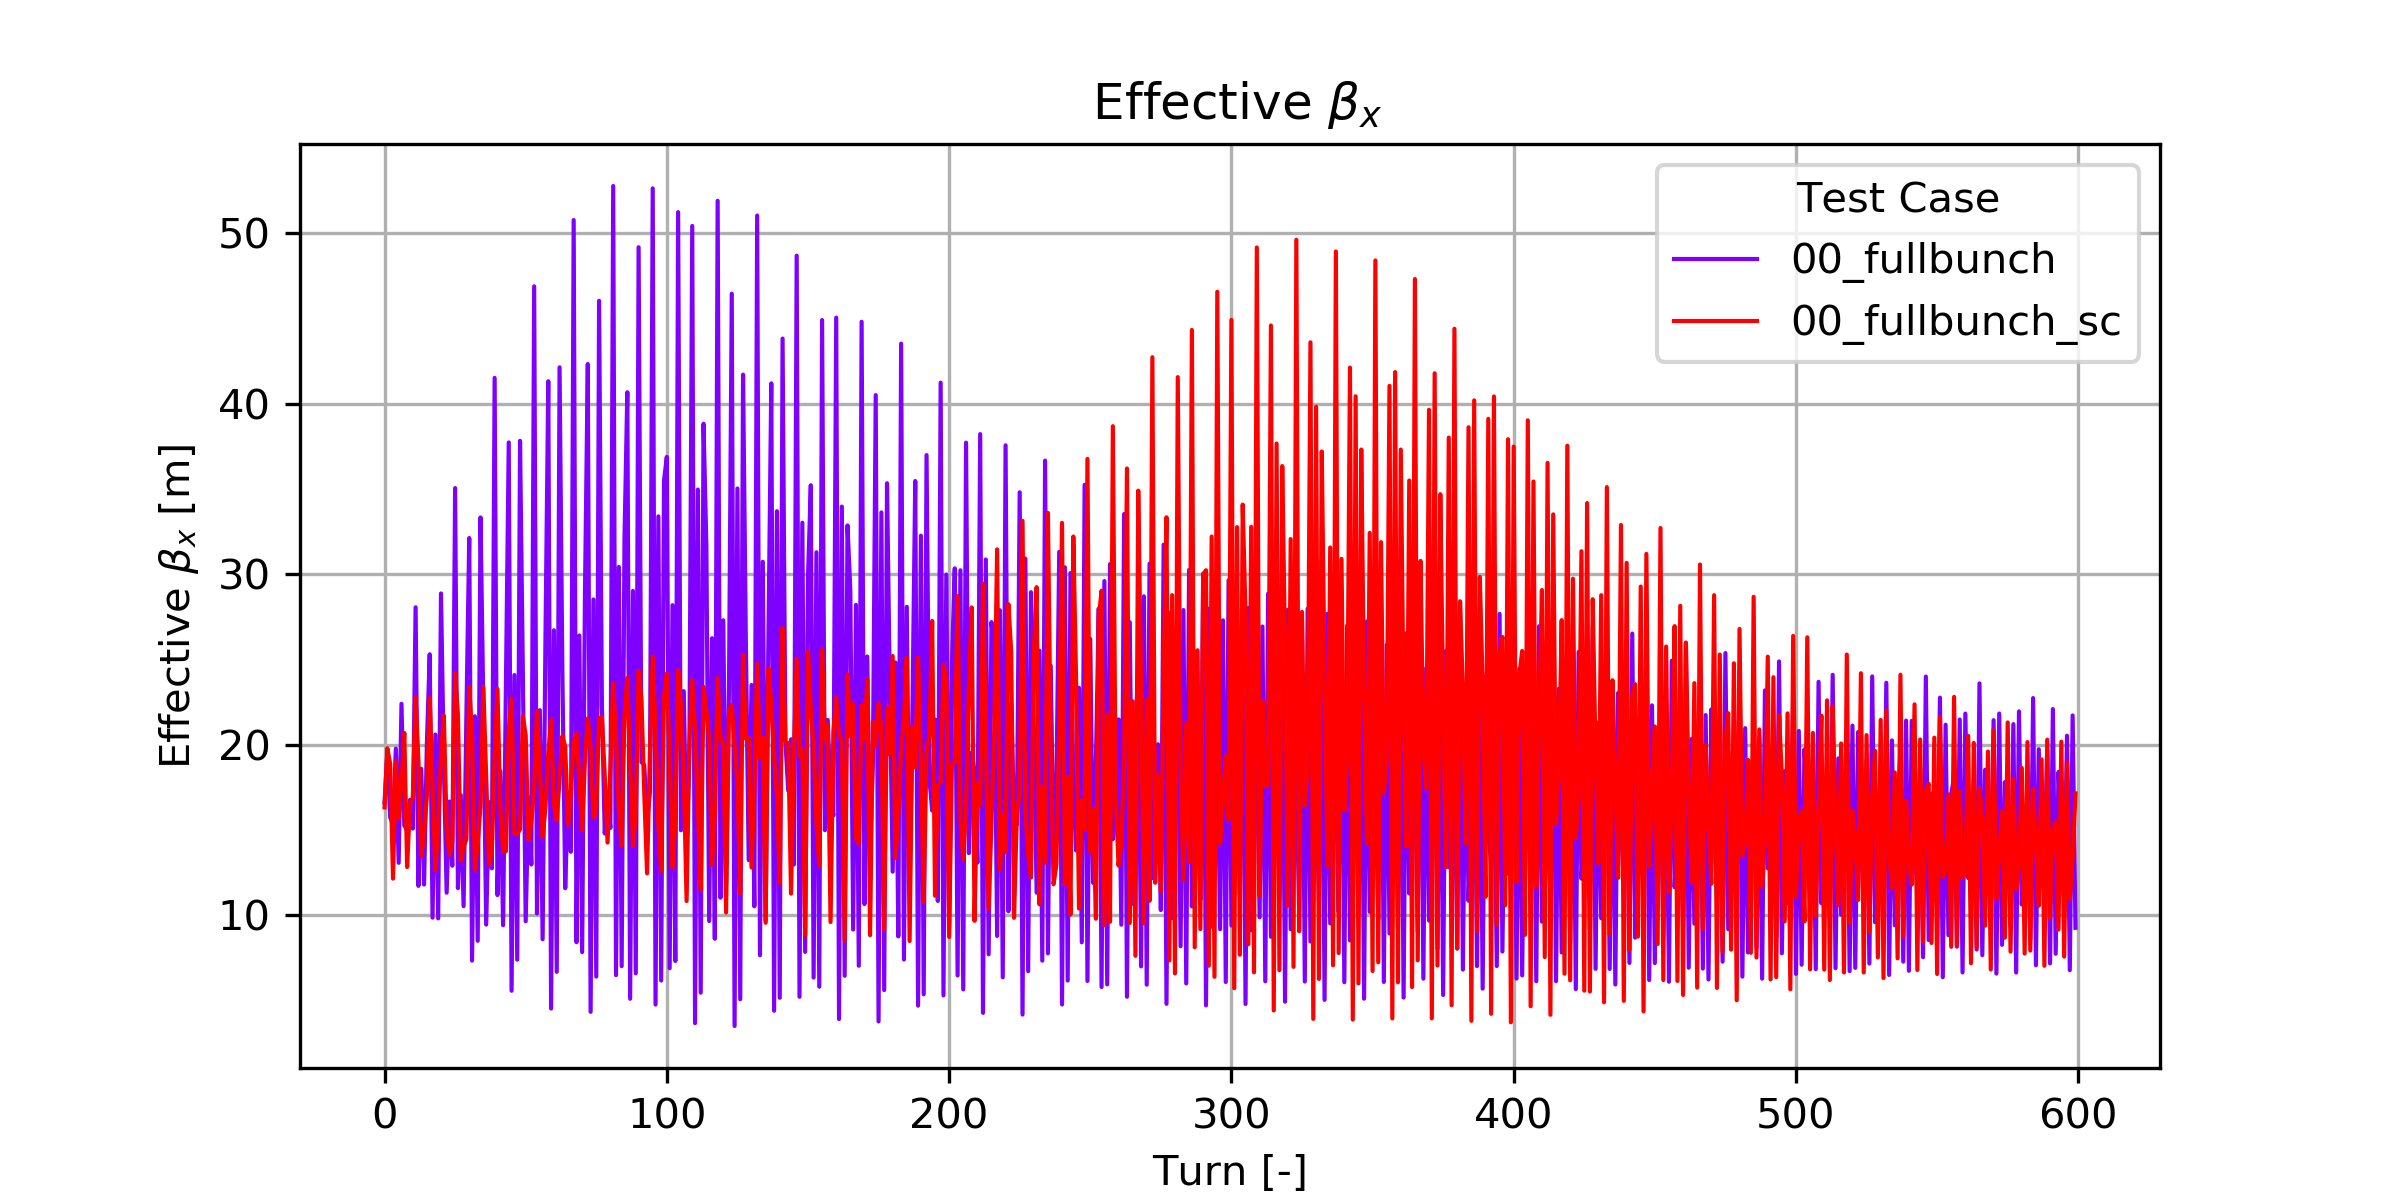 Effective βₓ
Test Case
00_fullbunch
00_fullbunch_sc
Effective βₓ [m]
50
40
30
20
10
0 100 200 300 400 500 600
Turn [-]